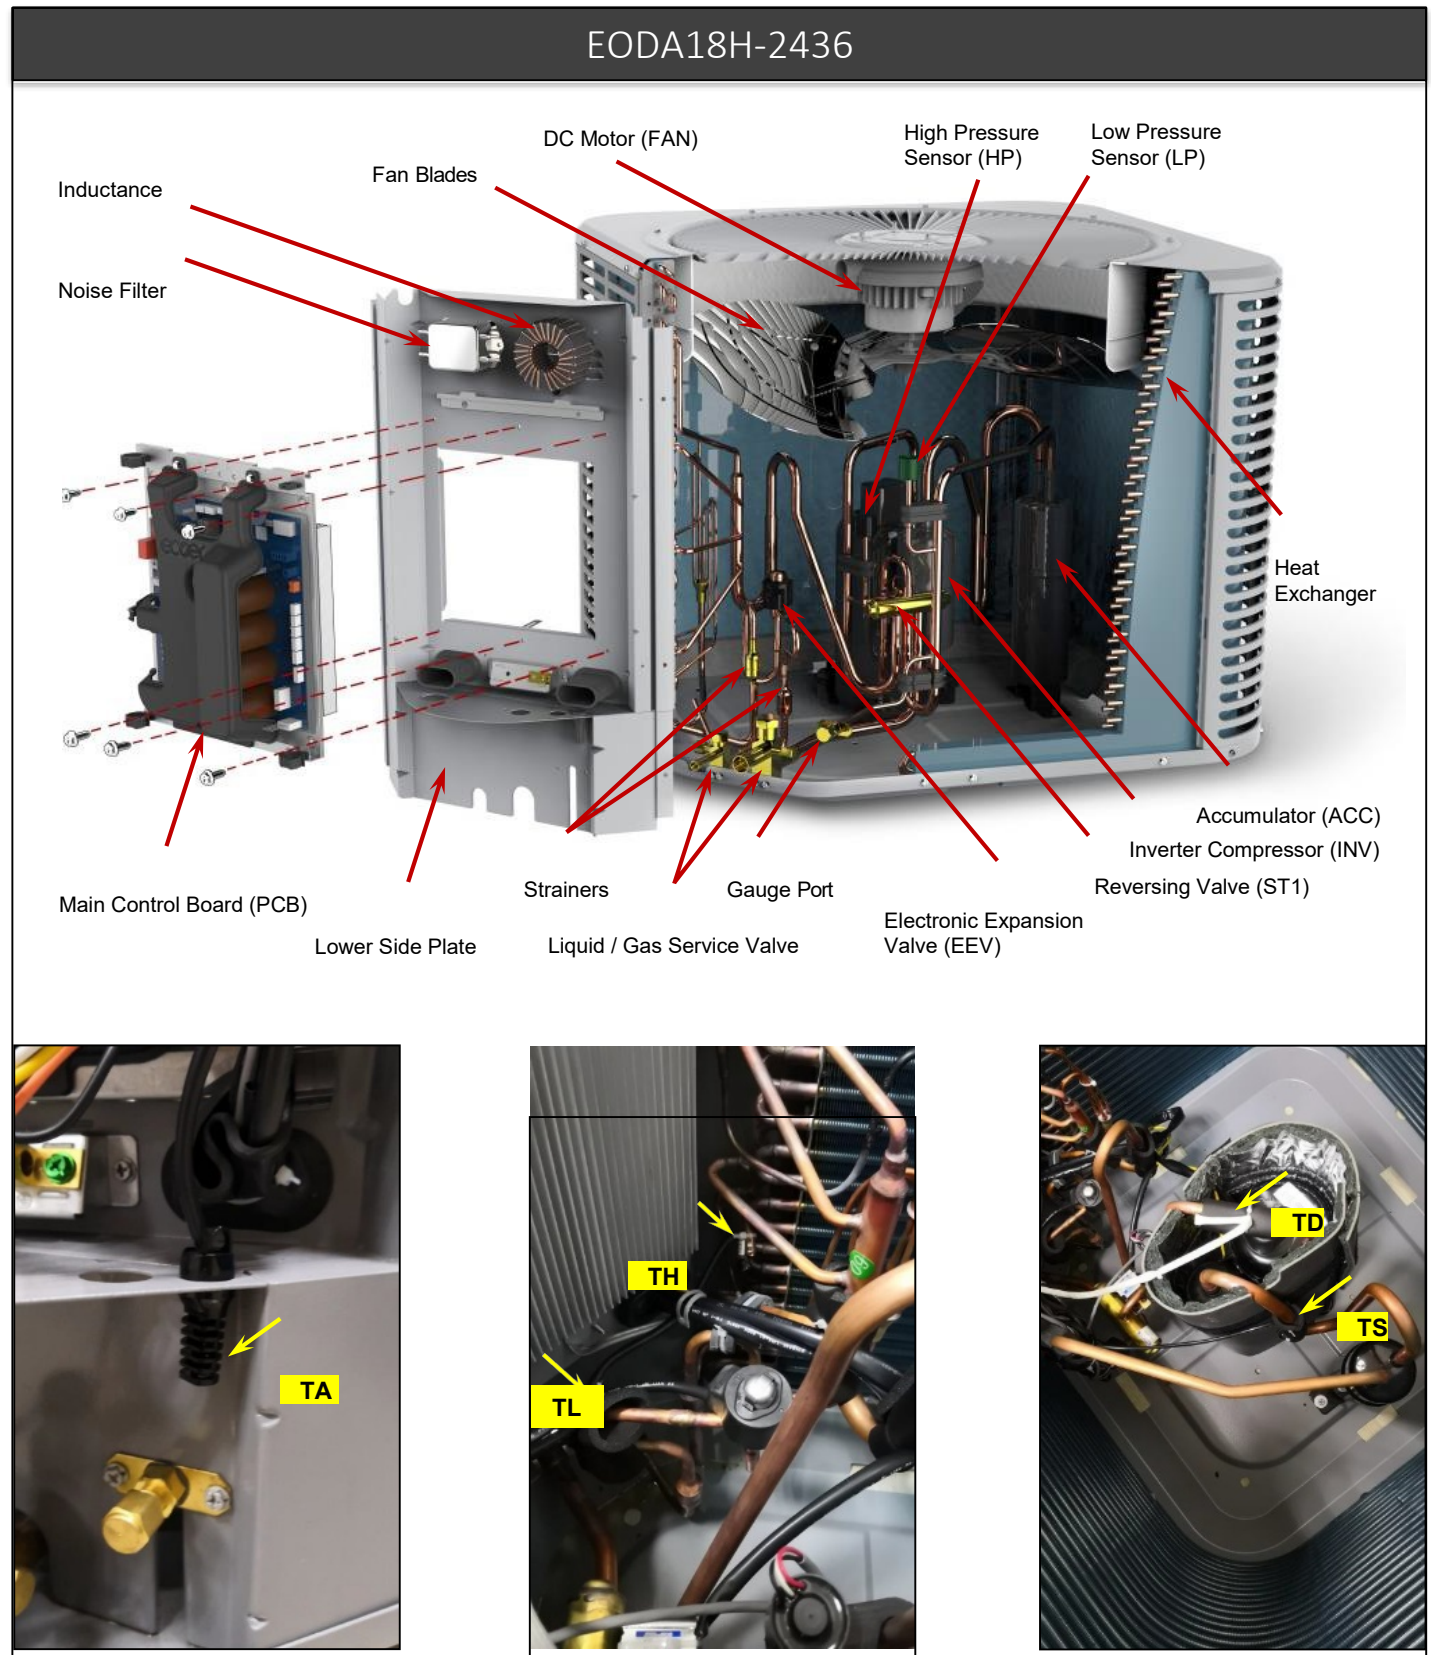 EODA18H-2436
DC Motor (FAN)
High Pressure
Sensor (HP)
Low Pressure
Sensor (LP)
Fan Blades
Inductance
Noise Filter
ecoer
Heat
Exchanger
Accumulator (ACC)
Inverter Compressor (INV)
Reversing Valve (ST1)
Electronic Expansion
Valve (EEV)
Strainers
Gauge Port
Main Control Board (PCB)
Lower Side Plate
Liquid / Gas Service Valve
TA
TH
TL
TD
TS